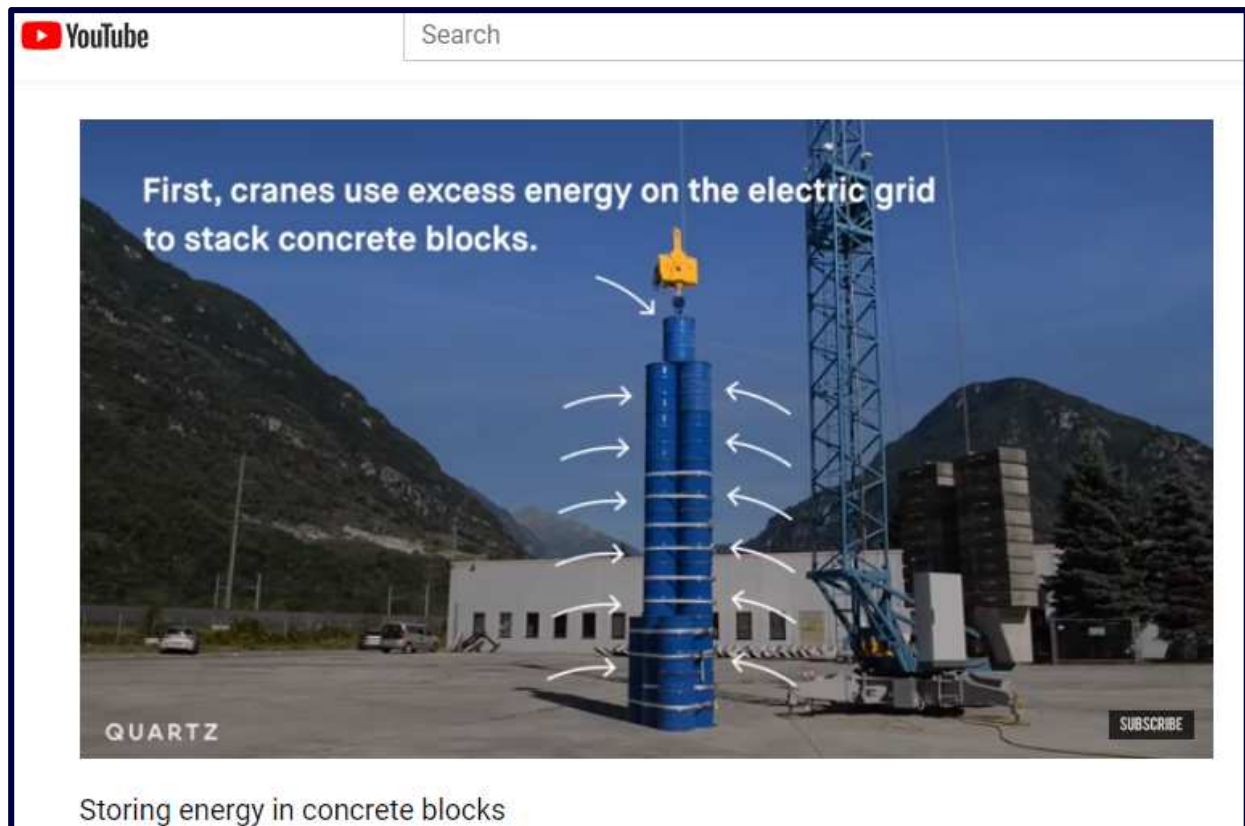 YouTube
Search
First, cranes use excess energy on the electric grid
to stack concrete blocks.
QUARTZ
SUBSCRIBE
Storing energy in concrete blocks